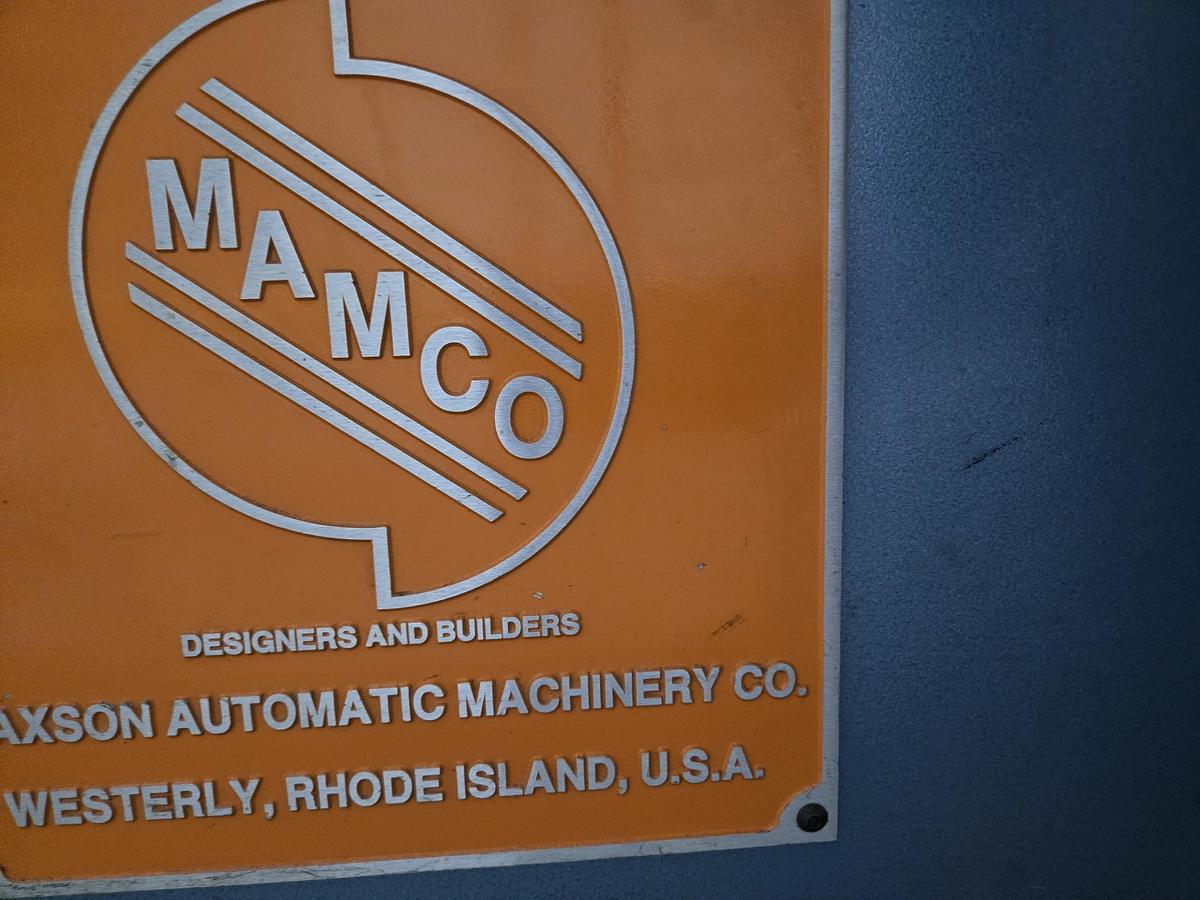 MAMCO
DESIGNERS AND BUILDERS
AXSON AUTOMATIC MACHINERY CO.
WESTERLY, RHODE ISLAND, U.S.A.